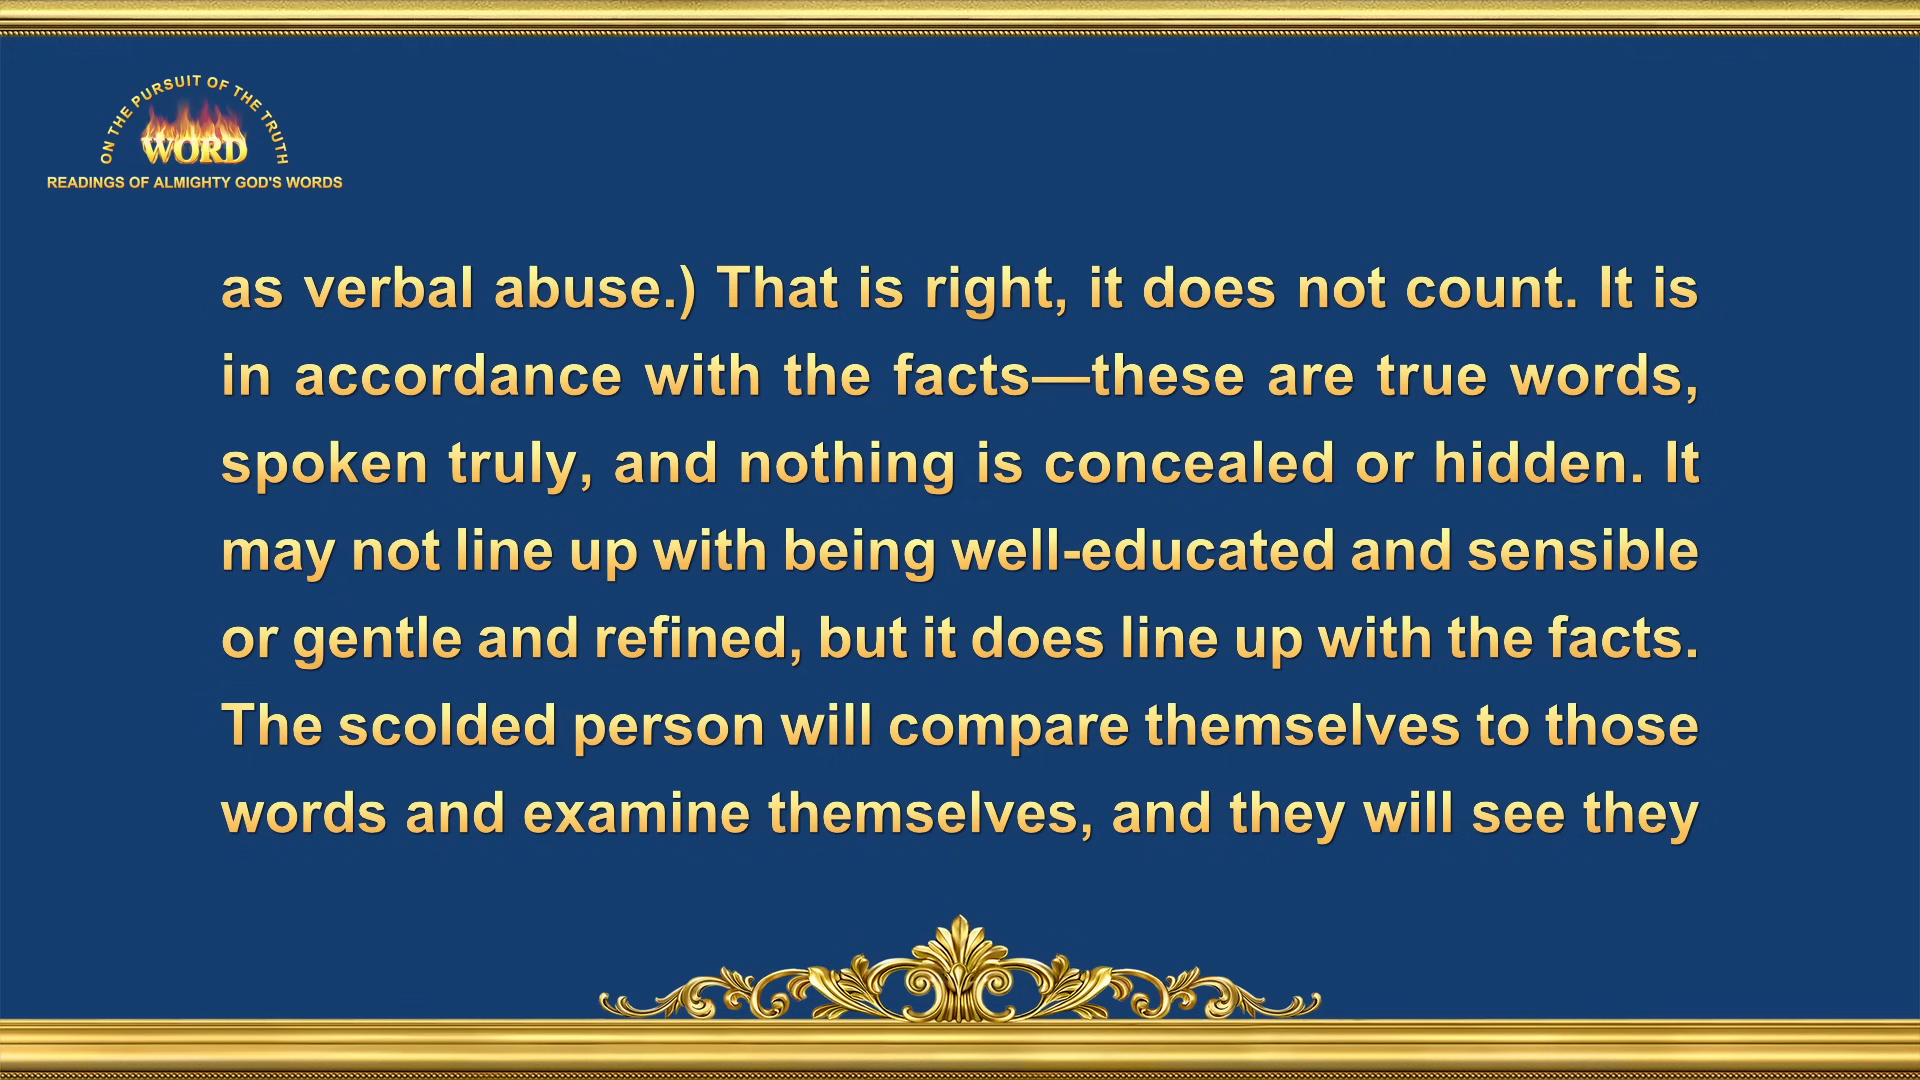 ON THE PURSUIT OF THE TRUTH
WORD
READINGS OF ALMIGHTY GOD'S WORDS
as verbal abuse.) That is right, it does not count. It is
in accordance with the facts—these are true words,
spoken truly, and nothing is concealed or hidden. It
may not line up with being well-educated and sensible
or gentle and refined, but it does line up with the facts.
The scolded person will compare themselves to those
words and examine themselves, and they will see they